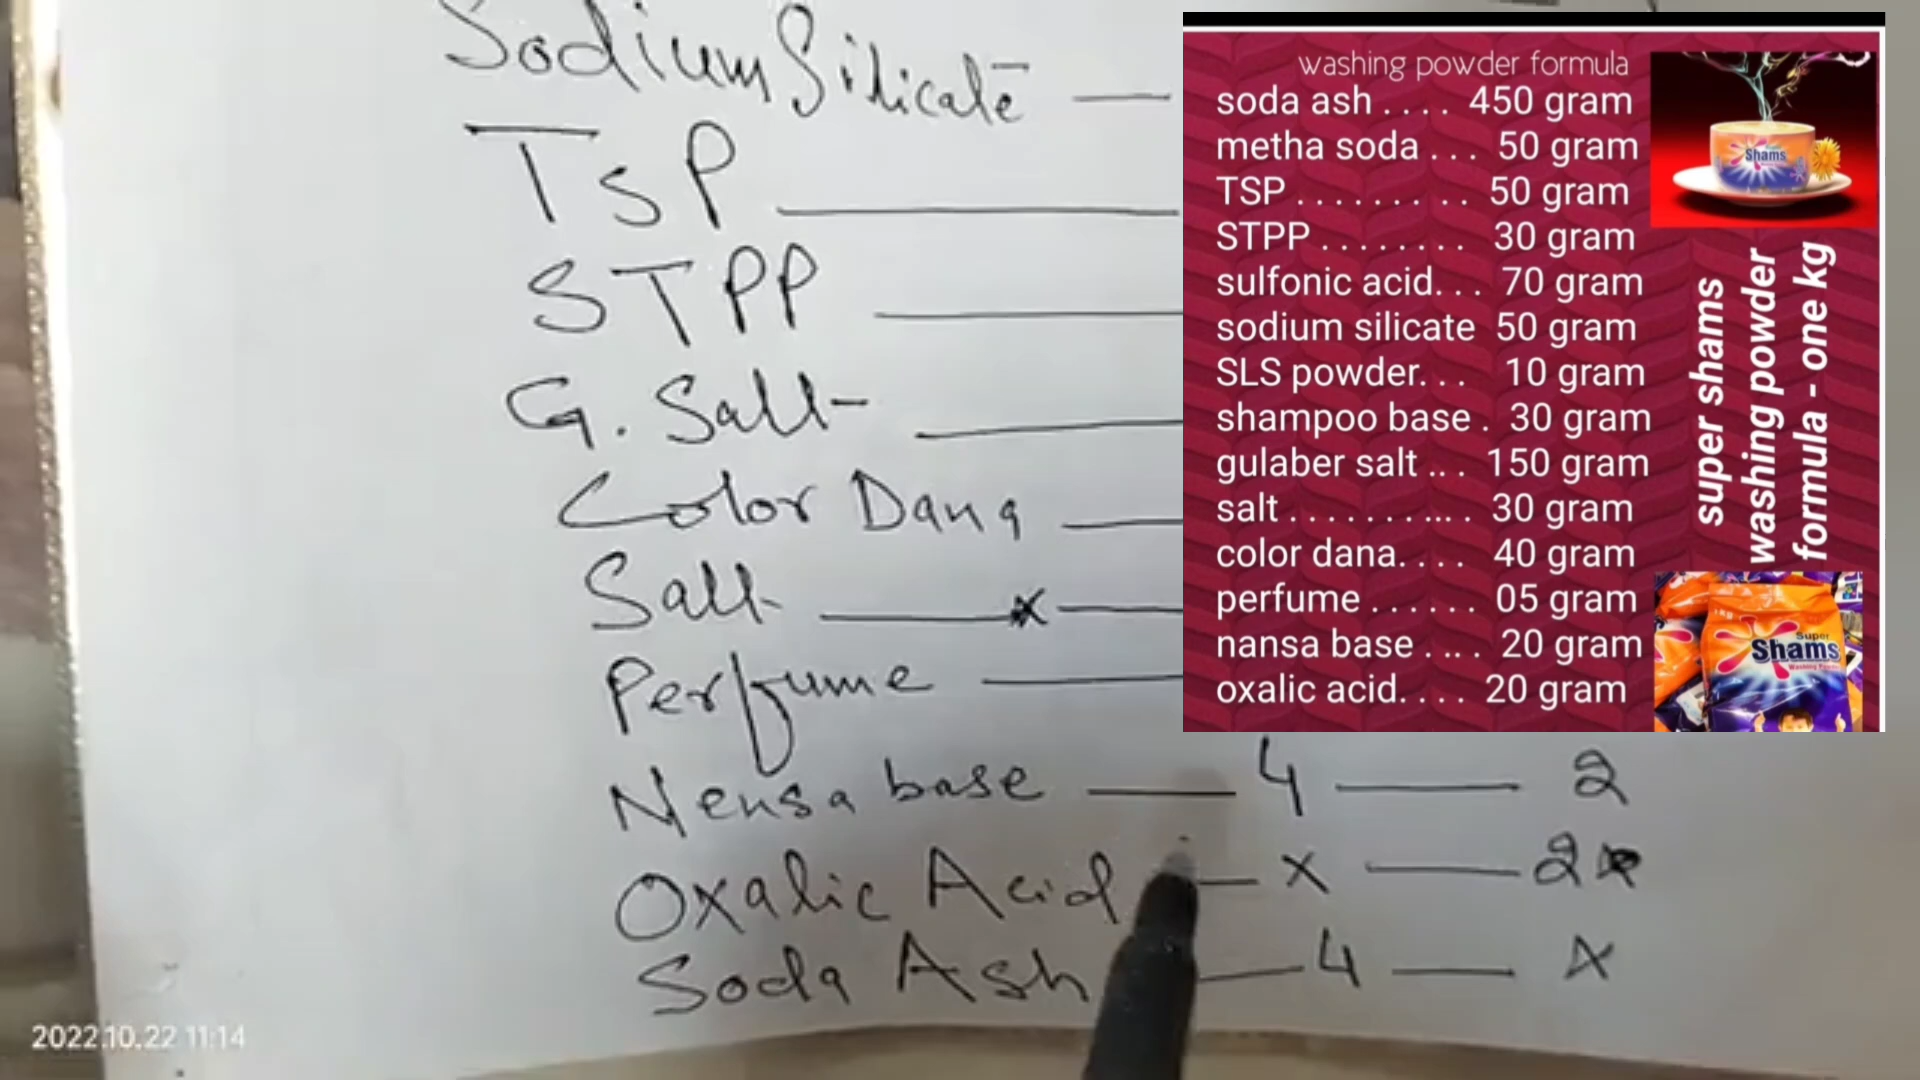 Sodium Silicate —
TSP
STPP
G. Salt
Color Dana
Salt x
Perfume
Nensa base 4 2
Oxalic Acid x 2
Soda Ash 4 x
2022.10.22 11:14
washing powder formula
soda ash . . . . 450 gram
metha soda . . . 50 gram
TSP . . . . . . . . . 50 gram
STPP . . . . . . . . 30 gram
sulfonic acid. . . 70 gram
sodium silicate 50 gram
SLS powder. . . 10 gram
shampoo base . 30 gram
gulaber salt .. . 150 gram
salt . . . . . . . . ... . 30 gram
color dana. . . . 40 gram
perfume . . . . . . 05 gram
nansa base . .. . 20 gram
oxalic acid. . . . 20 gram
super shams
washing powder
formula - one kg
Shams
Super
Shams